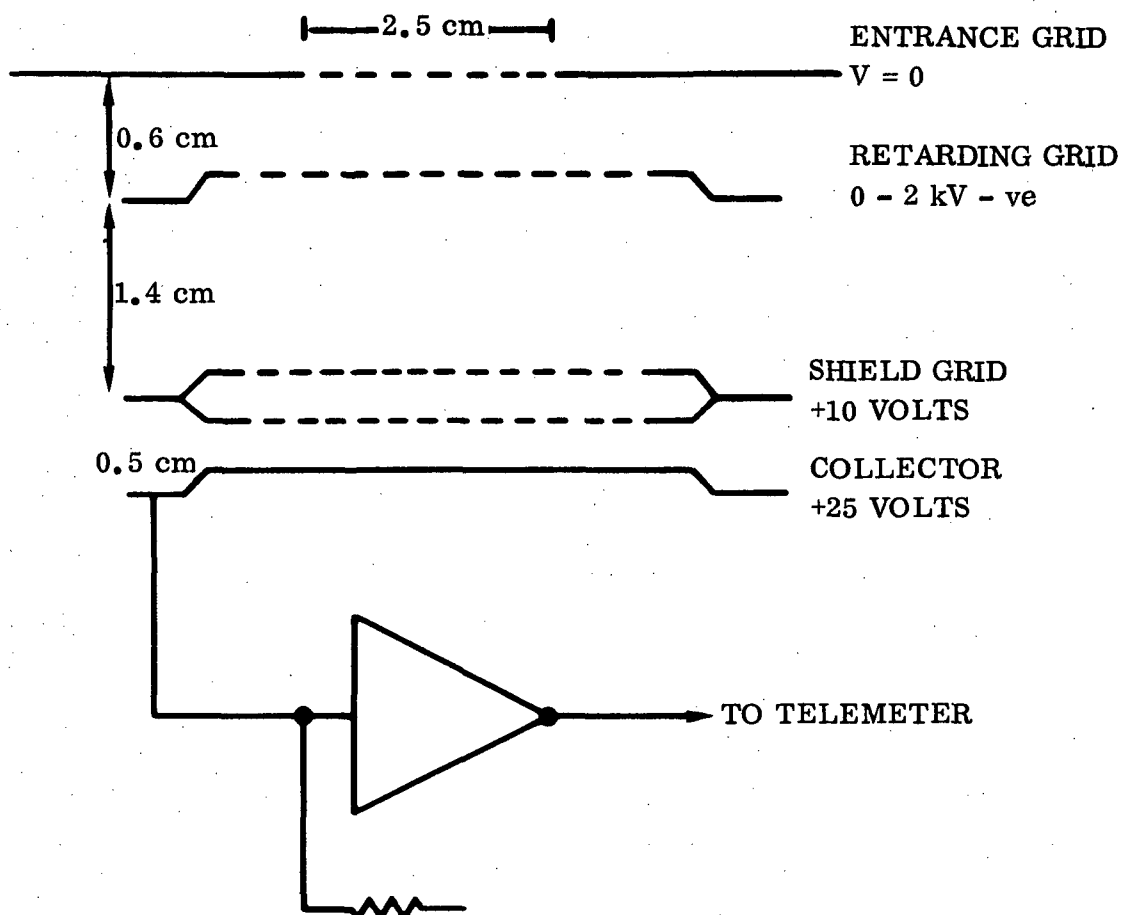 2.5 cm
ENTRANCE GRID
V = 0
0.6 cm
RETARDING GRID
0 - 2 kV - ve
1.4 cm
SHIELD GRID
+10 VOLTS
0.5 cm
COLLECTOR
+25 VOLTS
TO TELEMETER